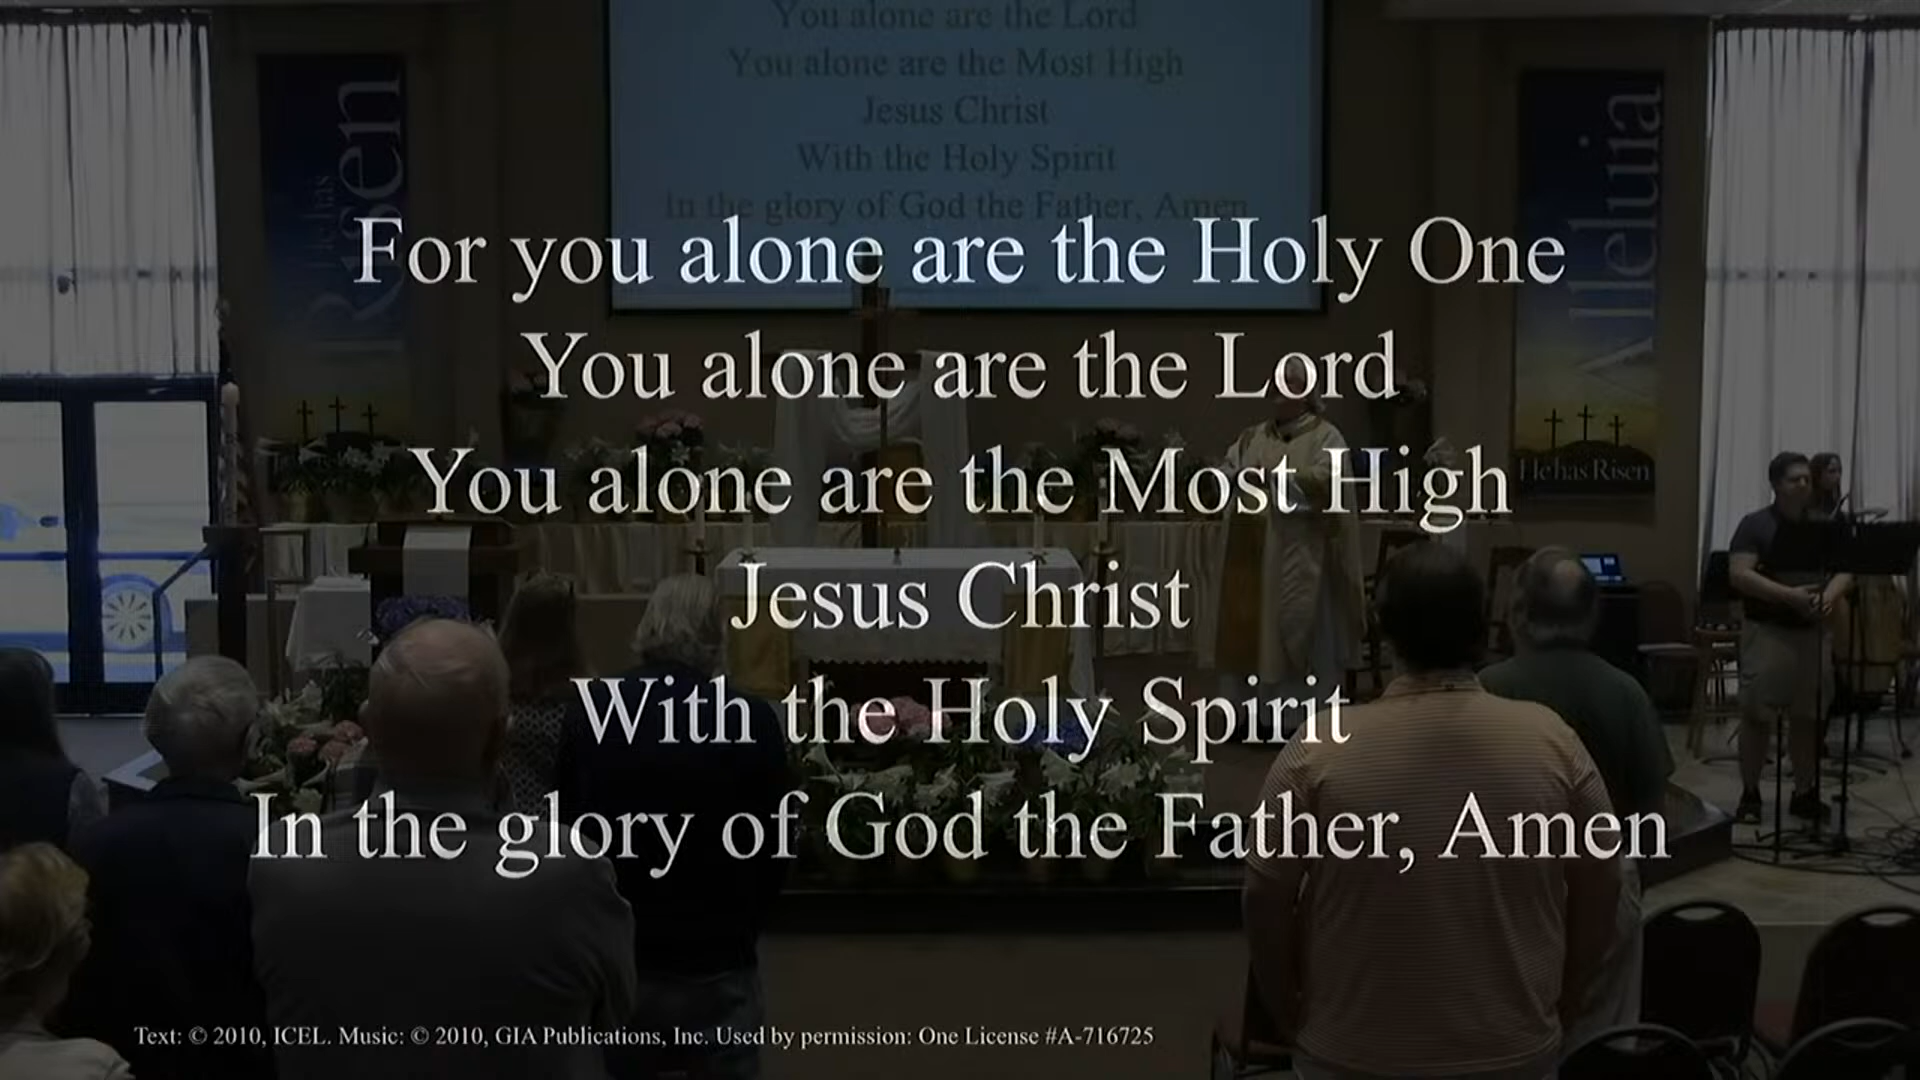 You alone are the Lord
You alone are the Most High
Jesus Christ
With the Holy Spirit
In the glory of God the Father, Amen
He has
Risen
Alleluia
He has Risen
For you alone are the Holy One
You alone are the Lord
You alone are the Most High
Jesus Christ
With the Holy Spirit
In the glory of God the Father, Amen
Text: © 2010, ICEL. Music: © 2010, GIA Publications, Inc. Used by permission: One License #A-716725